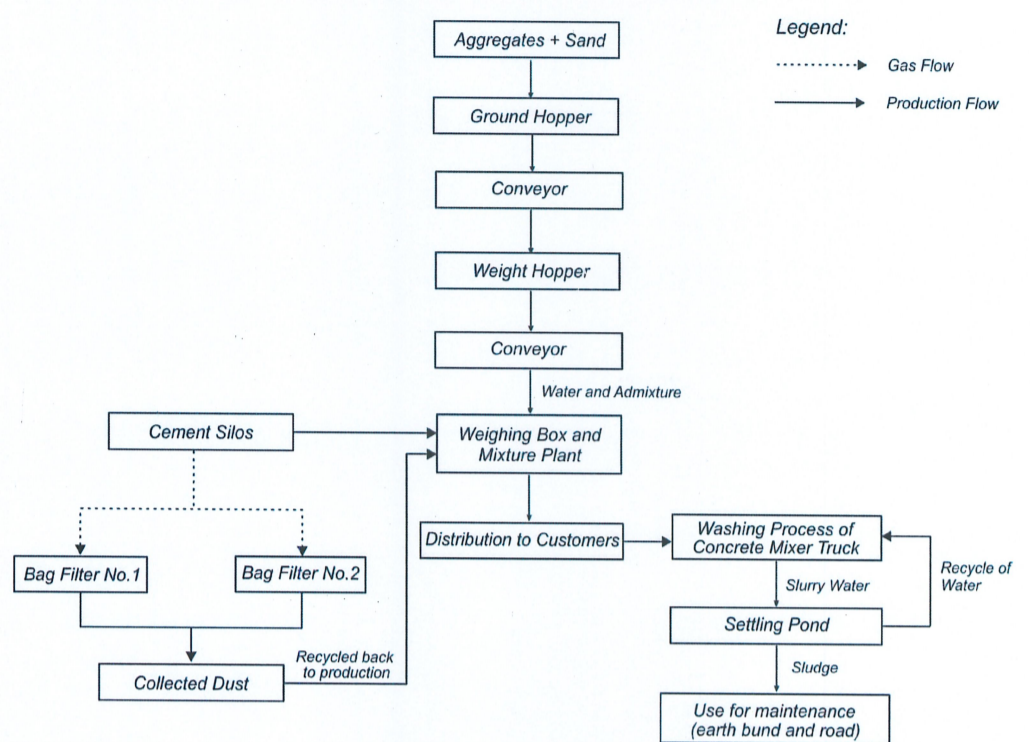 Legend:
Gas Flow
Production Flow
Aggregates + Sand
Ground Hopper
Conveyor
Weight Hopper
Conveyor
Water and Admixture
Cement Silos
Weighing Box and
Mixture Plant
Distribution to Customers
Washing Process of
Concrete Mixer Truck
Bag Filter No.1
Bag Filter No.2
Slurry Water
Recycle of
Water
Settling Pond
Recycled back
to production
Collected Dust
Sludge
Use for maintenance
(earth bund and road)